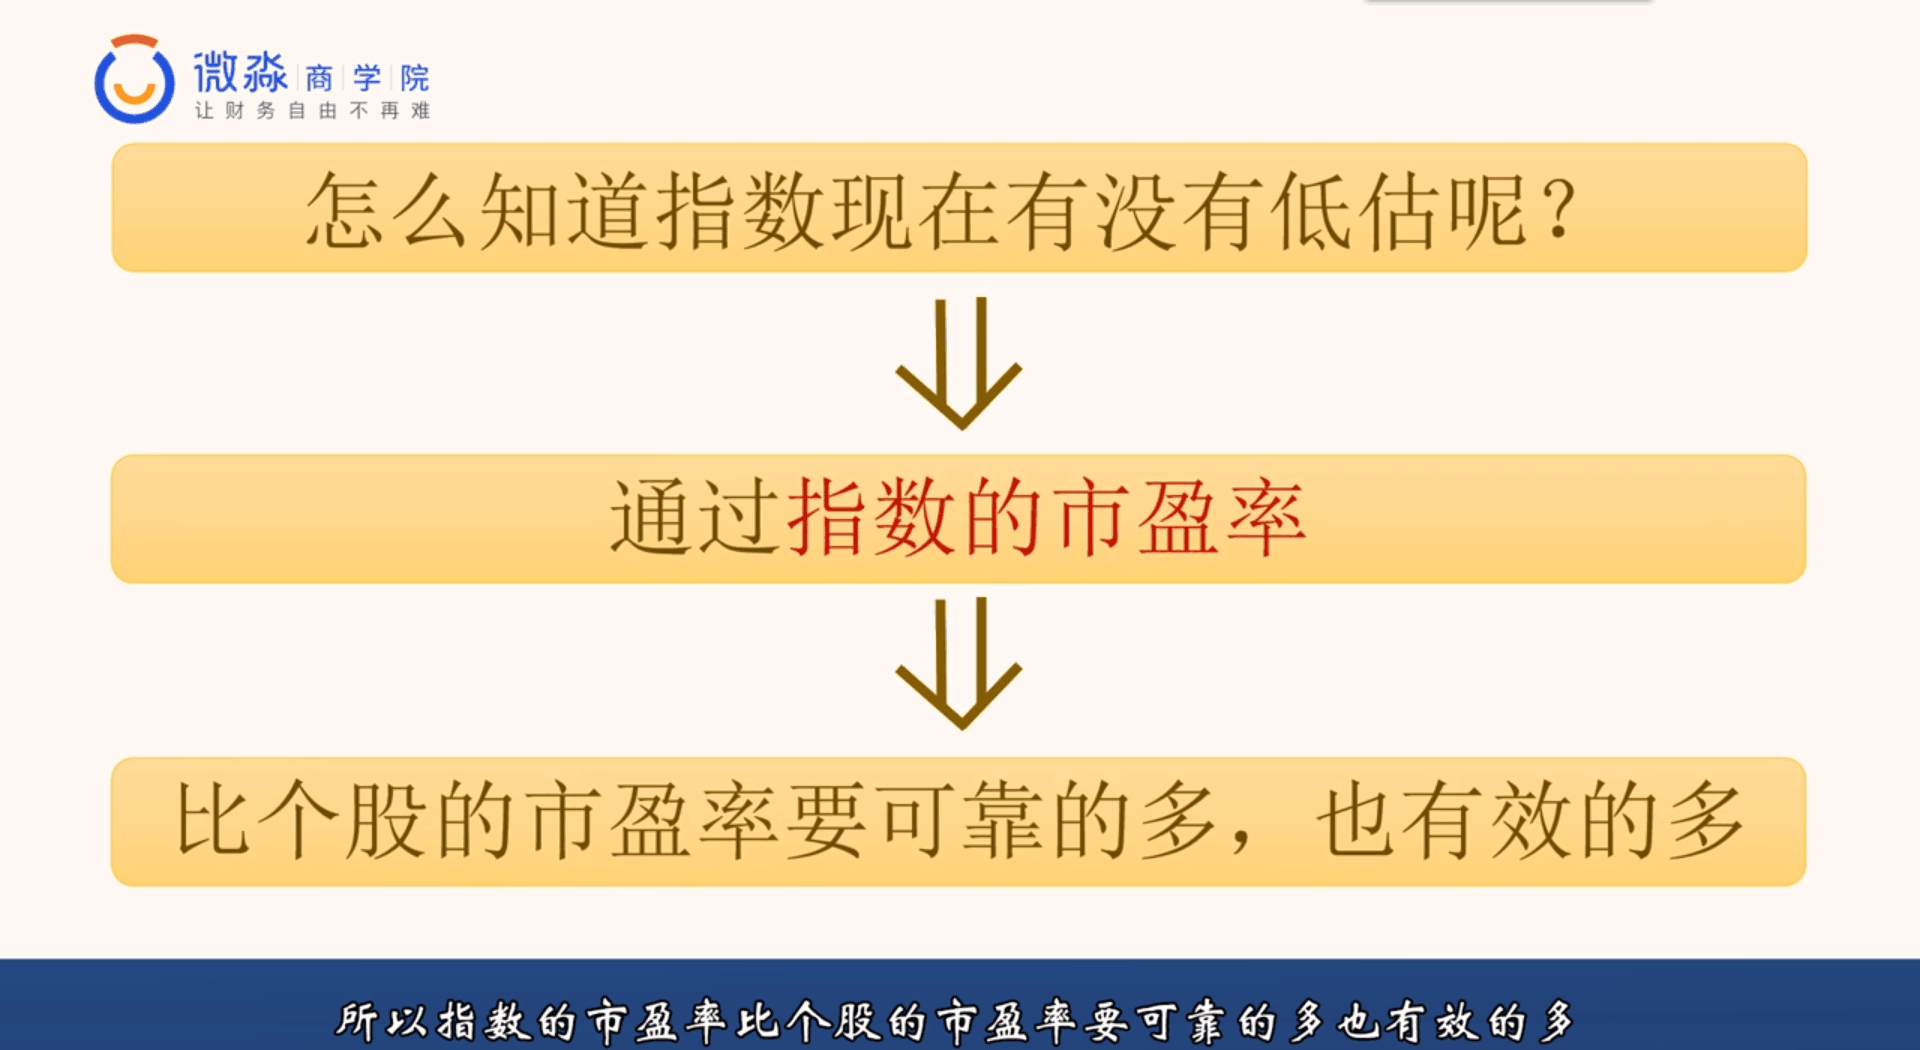 微淼商学院
让财务自由不再难
怎么知道指数现在有没有低估呢？
通过指数的市盈率
比个股的市盈率要可靠的多，也有效的多
所以指数的市盈率比个股的市盈率要可靠的多也有效的多